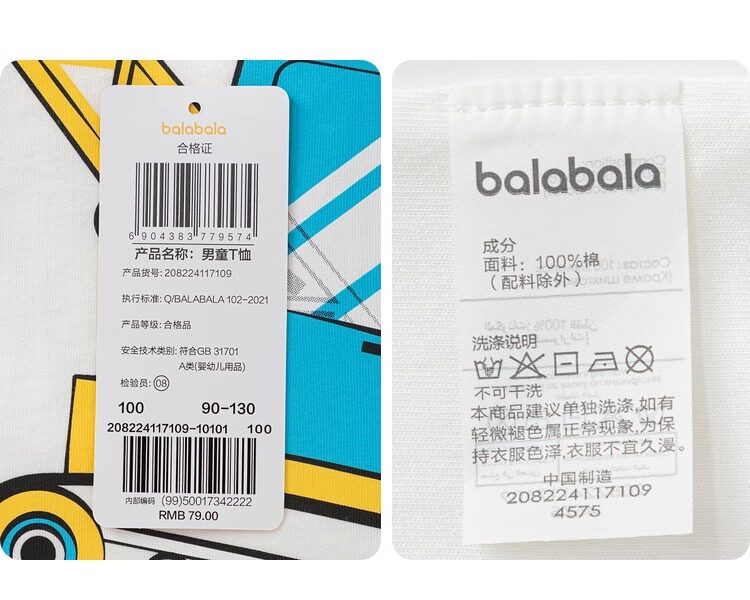 balabala
合格证
6 904383 779574
产品名称：男童T恤
产品货号：208224117109
执行标准：Q/BALABALA 102-2021
产品等级：合格品
安全技术类别：符合GB 31701
A类(婴幼儿用品)
检验员：08
100 90-130
208224117109-10101 100
内部编码 (99)50017342222
RMB 79.00
balabala
成分
面料：100%棉
（配料除外）
洗涤说明
不可干洗
本商品建议单独洗涤,如有
轻微褪色属正常现象,为保
持衣服色泽,衣服不宜久浸。
中国制造
208224117109
4575